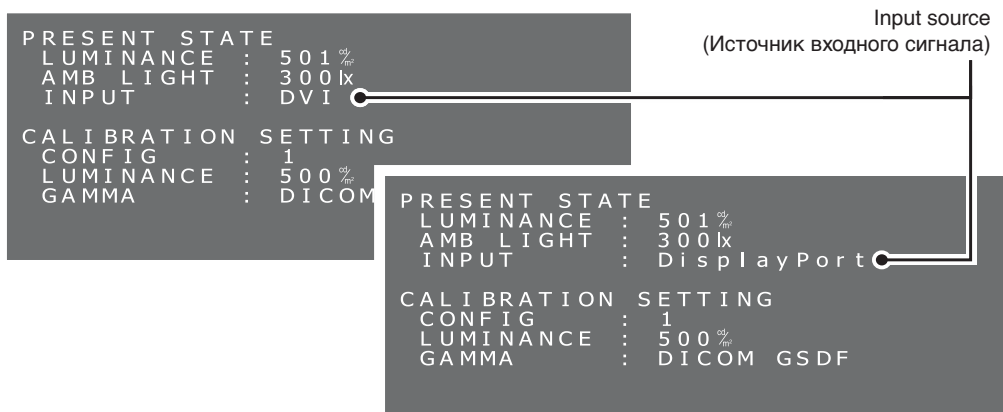 Input source
(Источник входного сигнала)
PRESENT STATE
LUMINANCE : 501 cd/m²
AMB LIGHT : 300 lx
INPUT : DVI
CALIBRATION SETTING
CONFIG : 1
LUMINANCE : 500 cd/m²
GAMMA : DICOM
PRESENT STATE
LUMINANCE : 501 cd/m²
AMB LIGHT : 300 lx
INPUT : DisplayPort
CALIBRATION SETTING
CONFIG : 1
LUMINANCE : 500 cd/m²
GAMMA : DICOM GSDF